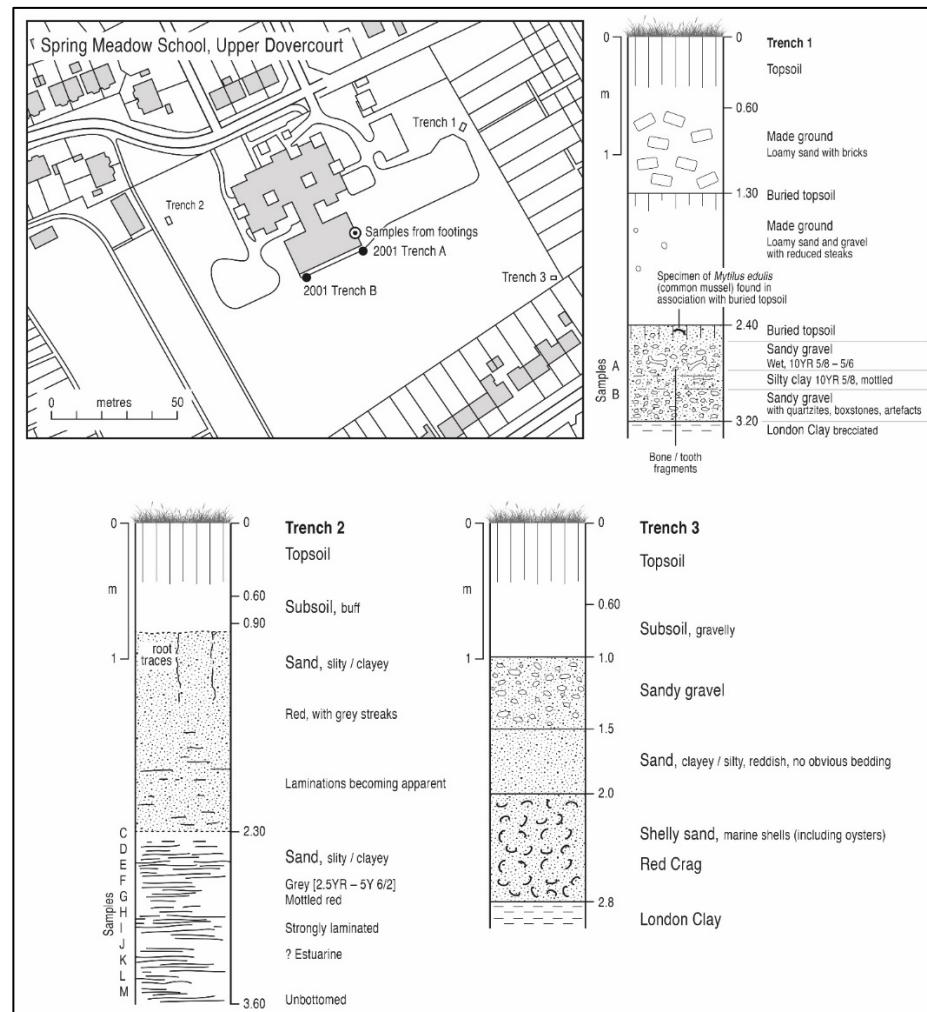 Spring Meadow School, Upper Dovercourt
Trench 1
Trench 2
Samples from footings
2001 Trench A
2001 Trench B
Trench 3
0 metres 50
0
m
1
0
0.60
1.30
2.40
3.20
Trench 1
Topsoil
Made ground
Loamy sand with bricks
Buried topsoil
Made ground
Loamy sand and gravel
with reduced steaks
Specimen of Mytilus edulis
(common mussel) found in
association with buried topsoil
Buried topsoil
Sandy gravel
Wet, 10YR 5/8 – 5/6
Silty clay 10YR 5/8, mottled
Sandy gravel
with quartzites, boxstones, artefacts
London Clay brecciated
Samples
A
B
Bone / tooth
fragments
0
m
1
0
0.60
0.90
2.30
3.60
Trench 2
Topsoil
Subsoil, buff
root
traces
Sand, slity / clayey
Red, with grey streaks
Laminations becoming apparent
Samples
C
D
E
F
G
H
I
J
K
L
M
Sand, slity / clayey
Grey [2.5YR – 5Y 6/2]
Mottled red
Strongly laminated
? Estuarine
Unbottomed
0
m
1
0
0.60
1.0
1.5
2.0
2.8
Trench 3
Topsoil
Subsoil, gravelly
Sandy gravel
Sand, clayey / silty, reddish, no obvious bedding
Shelly sand, marine shells (including oysters)
Red Crag
London Clay